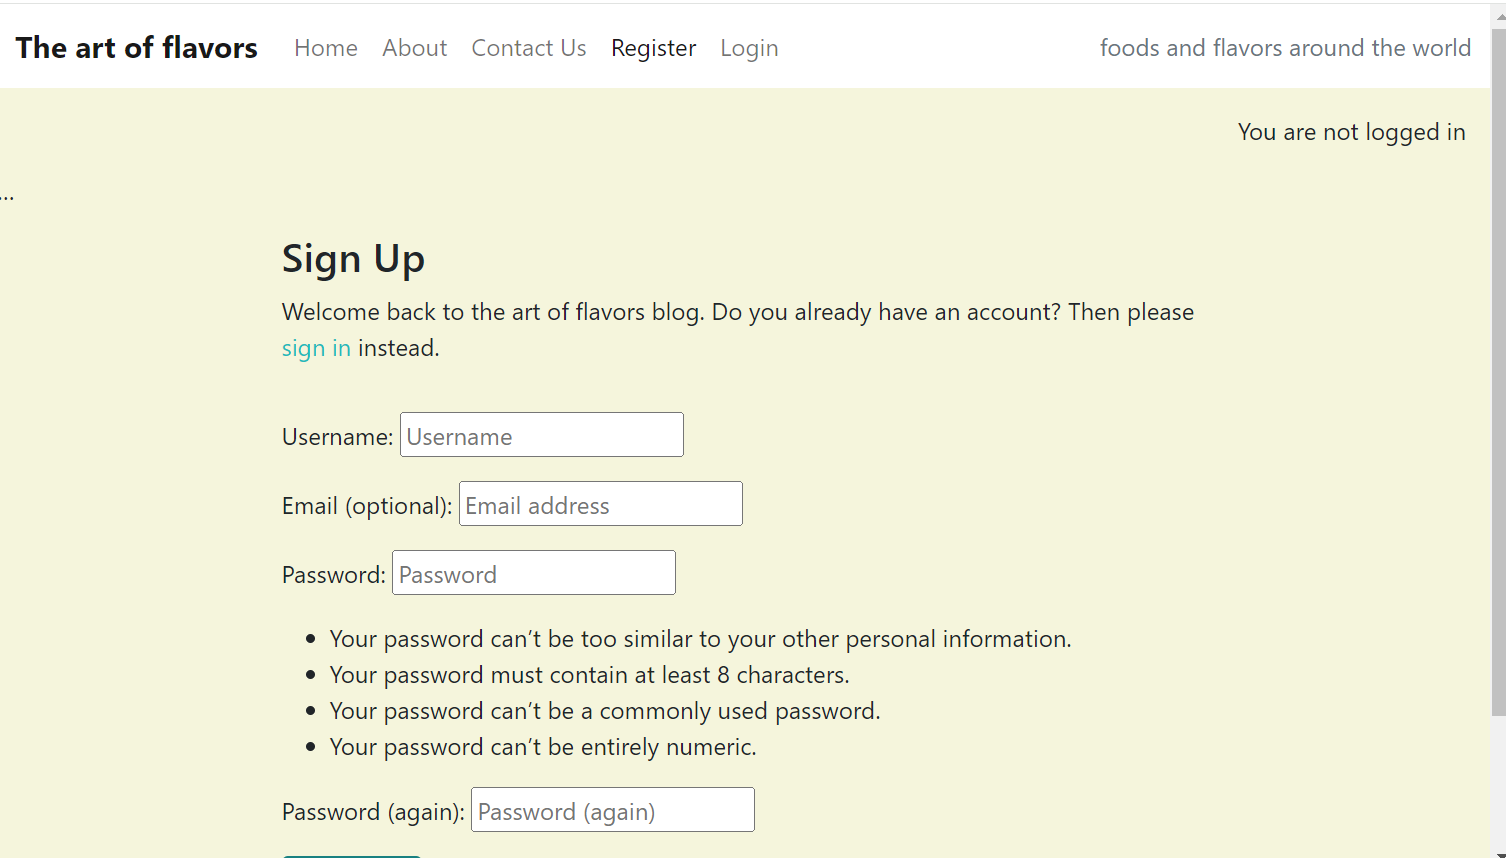 The art of flavors Home About Contact Us Register Login foods and flavors around the world
You are not logged in
...
Sign Up
Welcome back to the art of flavors blog. Do you already have an account? Then please
sign in instead.
Username: Username
Email (optional): Email address
Password: Password
• Your password can’t be too similar to your other personal information.
• Your password must contain at least 8 characters.
• Your password can’t be a commonly used password.
• Your password can’t be entirely numeric.
Password (again): Password (again)